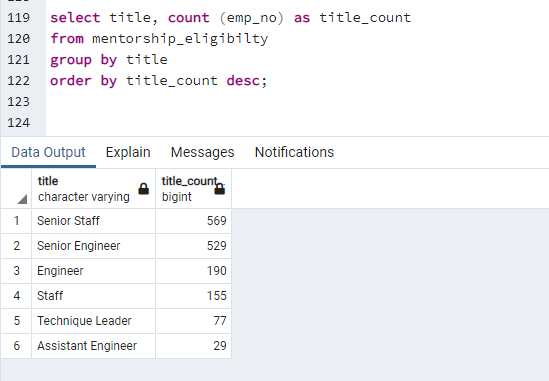 119 select title, count (emp_no) as title_count
120 from mentorship_eligibilty
121 group by title
122 order by title_count desc;
123
124
Data Output Explain Messages Notifications
title title_count
character varying bigint
1 Senior Staff 569
2 Senior Engineer 529
3 Engineer 190
4 Staff 155
5 Technique Leader 77
6 Assistant Engineer 29